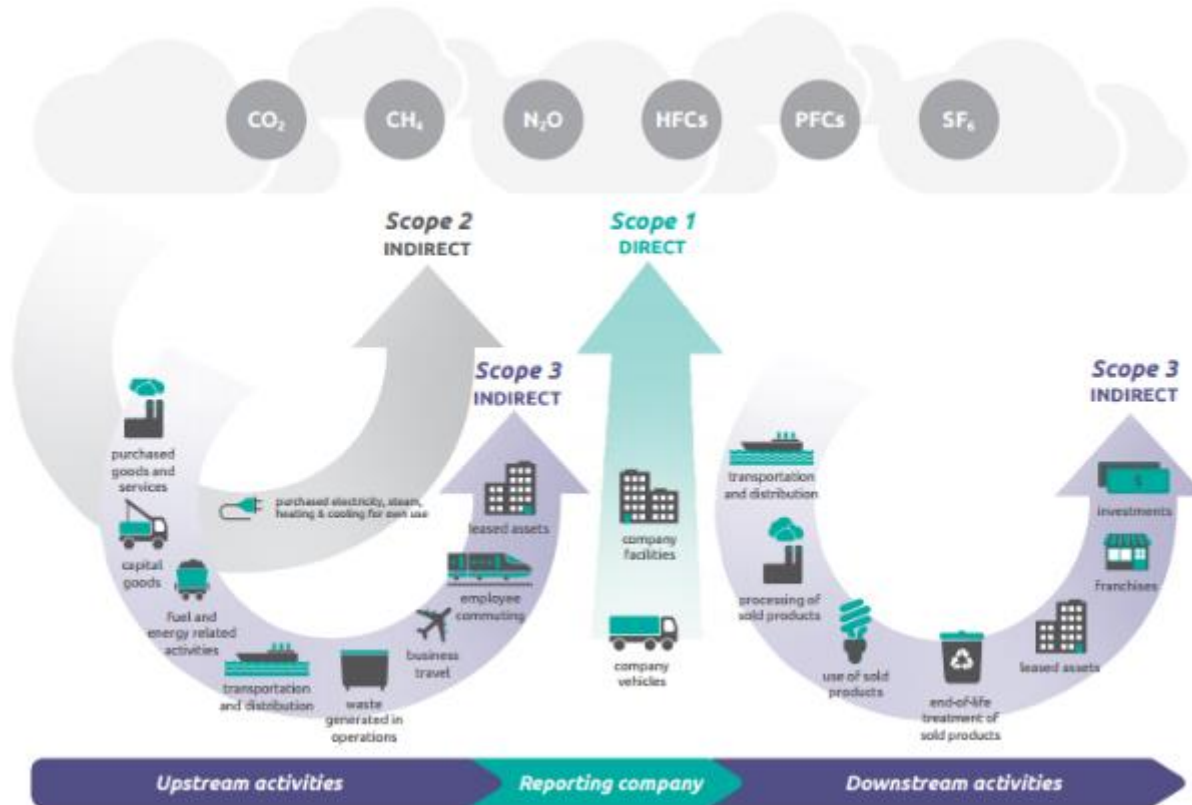 CO₂
CH₄
N₂O
HFCs
PFCs
SF₆
Scope 2
INDIRECT
Scope 1
DIRECT
Scope 3
INDIRECT
Scope 3
INDIRECT
purchased
goods and
services
capital
goods
fuel and
energy related
activities
transportation
and distribution
waste
generated in
operations
business
travel
employee
commuting
leased assets
purchased electricity, steam,
heating & cooling for own use
company
facilities
company
vehicles
transportation
and distribution
processing of
sold products
use of sold
products
end-of-life
treatment of
sold products
leased assets
franchises
$
investments
Upstream activities
Reporting company
Downstream activities